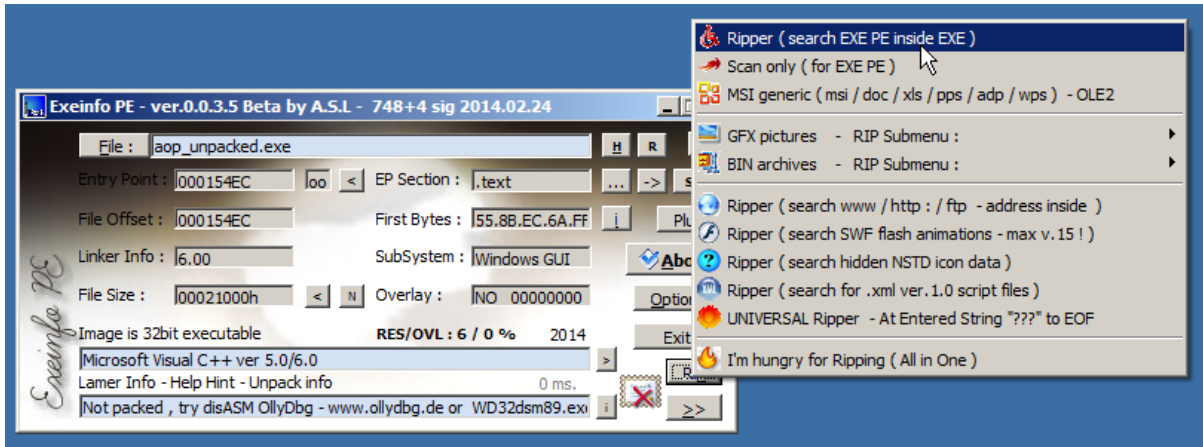 Exeinfo PE - ver.0.0.3.5 Beta by A.S.L - 748+4 sig 2014.02.24
File : aop_unpacked.exe H R
Entry Point : 000154EC oo < EP Section : .text ... -> S
File Offset : 000154EC First Bytes : 55.8B.EC.6A.FF i Plu
Linker Info : 6.00 SubSystem : Windows GUI Abo
File Size : 00021000h < N Overlay : NO 00000000 Option
Image is 32bit executable RES/OVL : 6 / 0 % 2014 Exit
Microsoft Visual C++ ver 5.0/6.0 >
Lamer Info - Help Hint - Unpack info 0 ms.
Not packed , try disASM OllyDbg - www.ollydbg.de or WD32dsm89.exe i >>
Exeinfo PE
Ripper ( search EXE PE inside EXE )
Scan only ( for EXE PE )
MSI generic ( msi / doc / xls / pps / adp / wps ) - OLE2
GFX pictures - RIP Submenu :
BIN archives - RIP Submenu :
Ripper ( search www / http : / ftp - address inside )
Ripper ( search SWF flash animations - max v.15 ! )
Ripper ( search hidden NSTD icon data )
Ripper ( search for .xml ver. 1.0 script files )
UNIVERSAL Ripper - At Entered String "???" to EOF
I'm hungry for Ripping ( All in One )